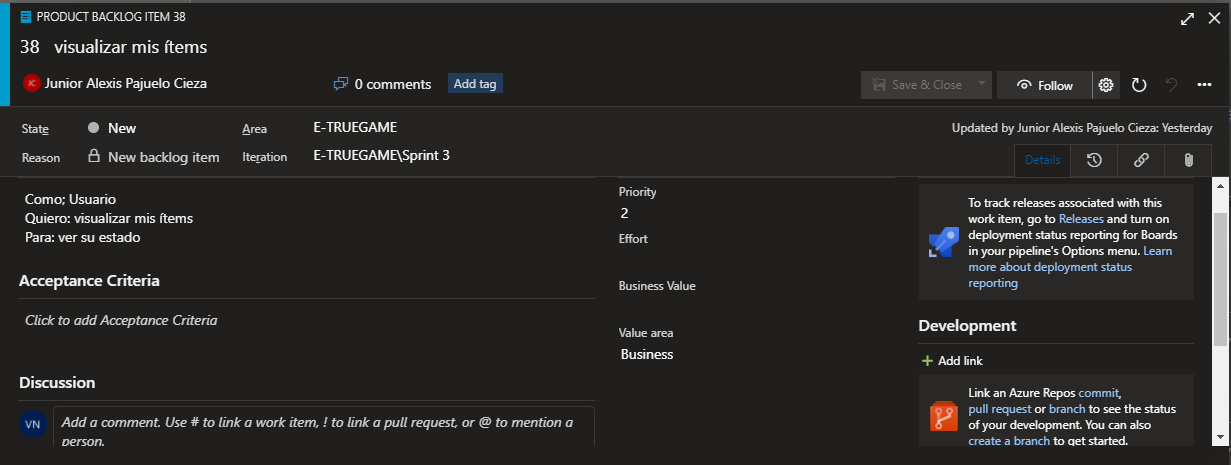 PRODUCT BACKLOG ITEM 38
38 visualizar mis ítems
JC Junior Alexis Pajuelo Cieza
0 comments
Add tag
Save & Close
Follow
State
New
Area
E-TRUEGAME
Updated by Junior Alexis Pajuelo Cieza: Yesterday
Reason
New backlog item
Iteration
E-TRUEGAME\Sprint 3
Details
Como; Usuario
Quiero: visualizar mis ítems
Para: ver su estado
Acceptance Criteria
Click to add Acceptance Criteria
Discussion
VN
Add a comment. Use # to link a work item, ! to link a pull request, or @ to mention a
person.
Priority
2
Effort
Business Value
Value area
Business
To track releases associated with this
work item, go to Releases and turn on
deployment status reporting for Boards
in your pipeline's Options menu. Learn
more about deployment status
reporting
Development
Add link
Link an Azure Repos commit,
pull request or branch to see the status
of your development. You can also
create a branch to get started.